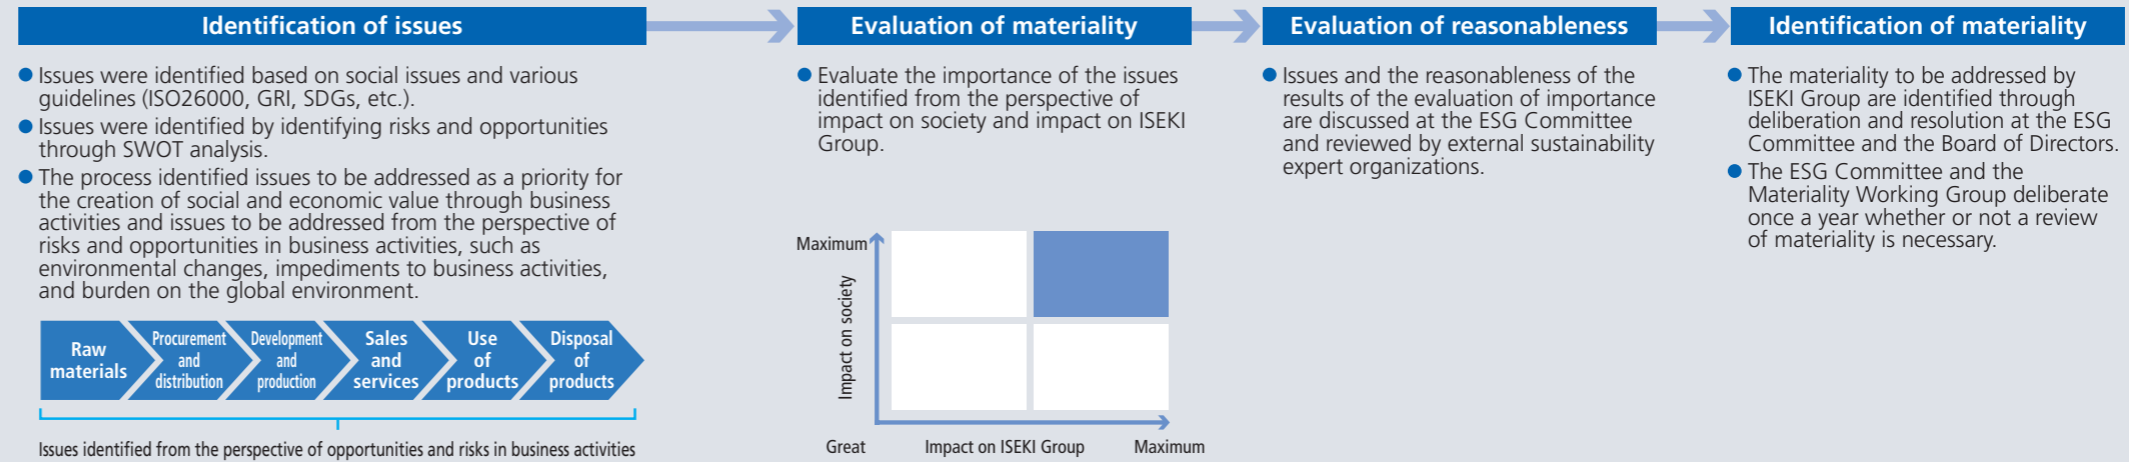 Identification of issues
Issues were identified based on social issues and various
guidelines (ISO26000, GRI, SDGs, etc.).
Issues were identified by identifying risks and opportunities
through SWOT analysis.
The process identified issues to be addressed as a priority for
the creation of social and economic value through business
activities and issues to be addressed from the perspective of
risks and opportunities in business activities, such as
environmental changes, impediments to business activities,
and burden on the global environment.
Raw
materials
Procurement
and
distribution
Development
and
production
Sales
and
services
Use
of
products
Disposal
of
products
Issues identified from the perspective of opportunities and risks in business activities
Evaluation of materiality
Evaluate the importance of the issues
identified from the perspective of
impact on society and impact on ISEKI
Group.
Maximum
Impact on society
Great
Impact on ISEKI Group
Maximum
Evaluation of reasonableness
Issues and the reasonableness of the
results of the evaluation of importance
are discussed at the ESG Committee
and reviewed by external sustainability
expert organizations.
Identification of materiality
The materiality to be addressed by
ISEKI Group are identified through
deliberation and resolution at the ESG
Committee and the Board of Directors.
The ESG Committee and the
Materiality Working Group deliberate
once a year whether or not a review
of materiality is necessary.